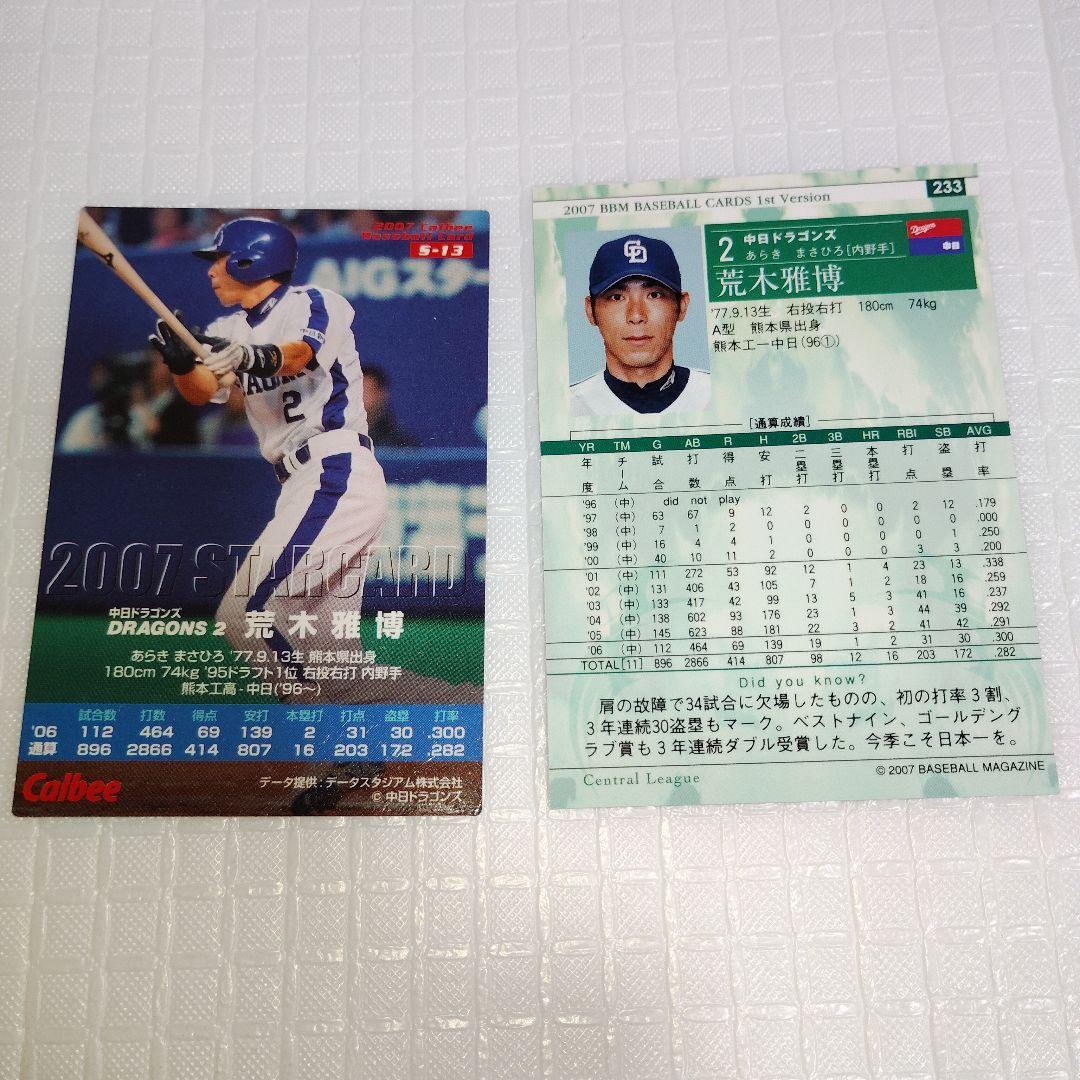 2007 Calbee
Baseball Card
S-13
AIGスター
2
2007 STARCARD
中日ドラゴンズ
DRAGONS 2 荒木雅博
あらき まさひろ '77.9.13生 熊本県出身
180cm 74kg '95ドラフト1位 右投右打 内野手
熊本工高-中日('96〜)
試合数 打数 得点 安打 本塁打 打点 盗塁 打率
'06 112 464 69 139 2 31 30 .300
通算 896 2866 414 807 16 203 172 .282
Calbee
データ提供:データスタジアム株式会社
© 中日ドラゴンズ
233
2007 BBM BASEBALL CARDS 1st Version
CD
2 中日ドラゴンズ
あらき まさひろ [内野手]
荒木雅博
Dragons
中日
'77.9.13生 右投右打 180cm 74kg
A型 熊本県出身
熊本工ー中日(96①)
[通算成績]
YR TM G AB R H 2B 3B HR RBI SB AVG
年度 チーム 試合 打数 得点 安打 二塁打 三塁打 本塁打 打点 盗塁 打率
'96 (中) did not play
'97 (中) 63 67 9 12 2 0 0 2 12 .179
'98 (中) 7 1 2 0 0 0 0 0 0 .000
'99 (中) 16 4 4 1 0 0 0 0 1 .250
'00 (中) 40 10 11 2 0 0 0 3 3 .200
'01 (中) 111 272 53 92 12 1 4 23 13 .338
'02 (中) 131 406 43 105 7 1 2 18 16 .259
'03 (中) 133 417 42 99 13 5 3 41 16 .237
'04 (中) 138 602 93 176 23 1 3 44 39 .292
'05 (中) 145 623 88 181 22 3 2 41 42 .291
'06 (中) 112 464 69 139 19 1 2 31 30 .300
TOTAL [11] 896 2866 414 807 98 12 16 203 172 .282
Did you know?
肩の故障で34試合に欠場したものの、初の打率3割、
3年連続30盗塁もマーク。ベストナイン、ゴールデング
ラブ賞も3年連続ダブル受賞した。今季こそ日本一を。
Central League
© 2007 BASEBALL MAGAZINE